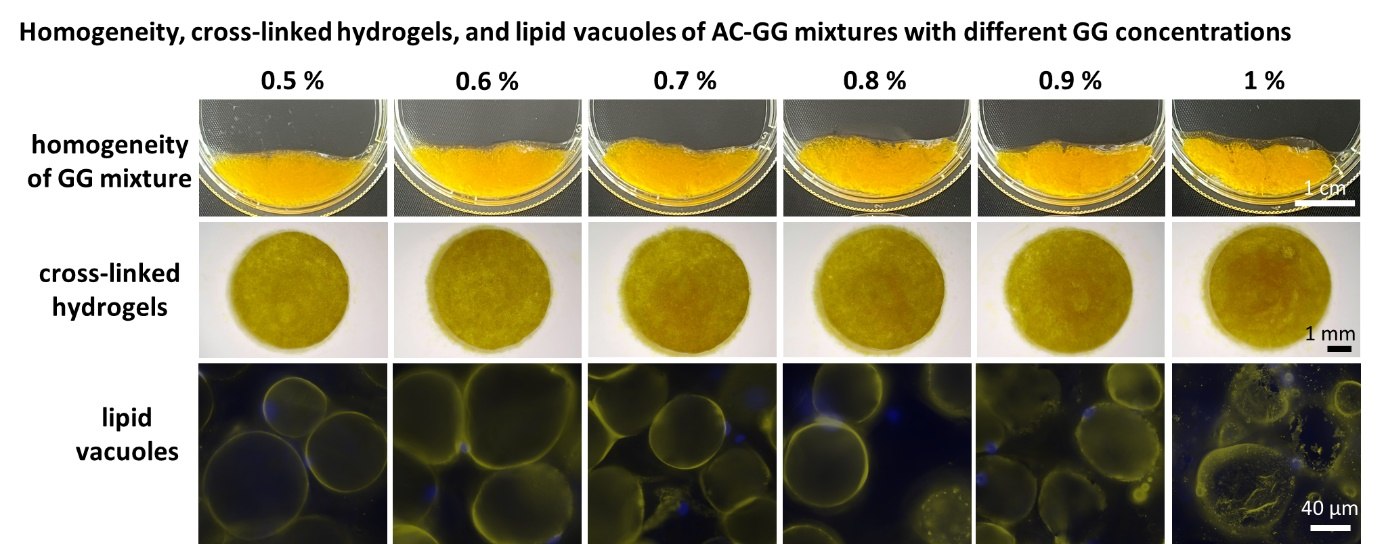 Homogeneity, cross-linked hydrogels, and lipid vacuoles of AC-GG mixtures with different GG concentrations
0.5 % 0.6 % 0.7 % 0.8 % 0.9 % 1 %
homogeneity
of GG mixture
1 cm
cross-linked
hydrogels
1 mm
lipid
vacuoles
40 µm